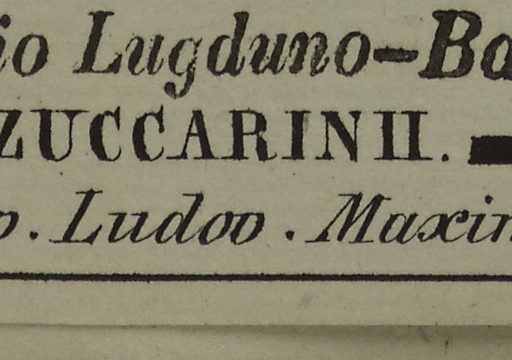 io Lugduno-Ba
ZUCCARINII.
p. Ludov. Maxim